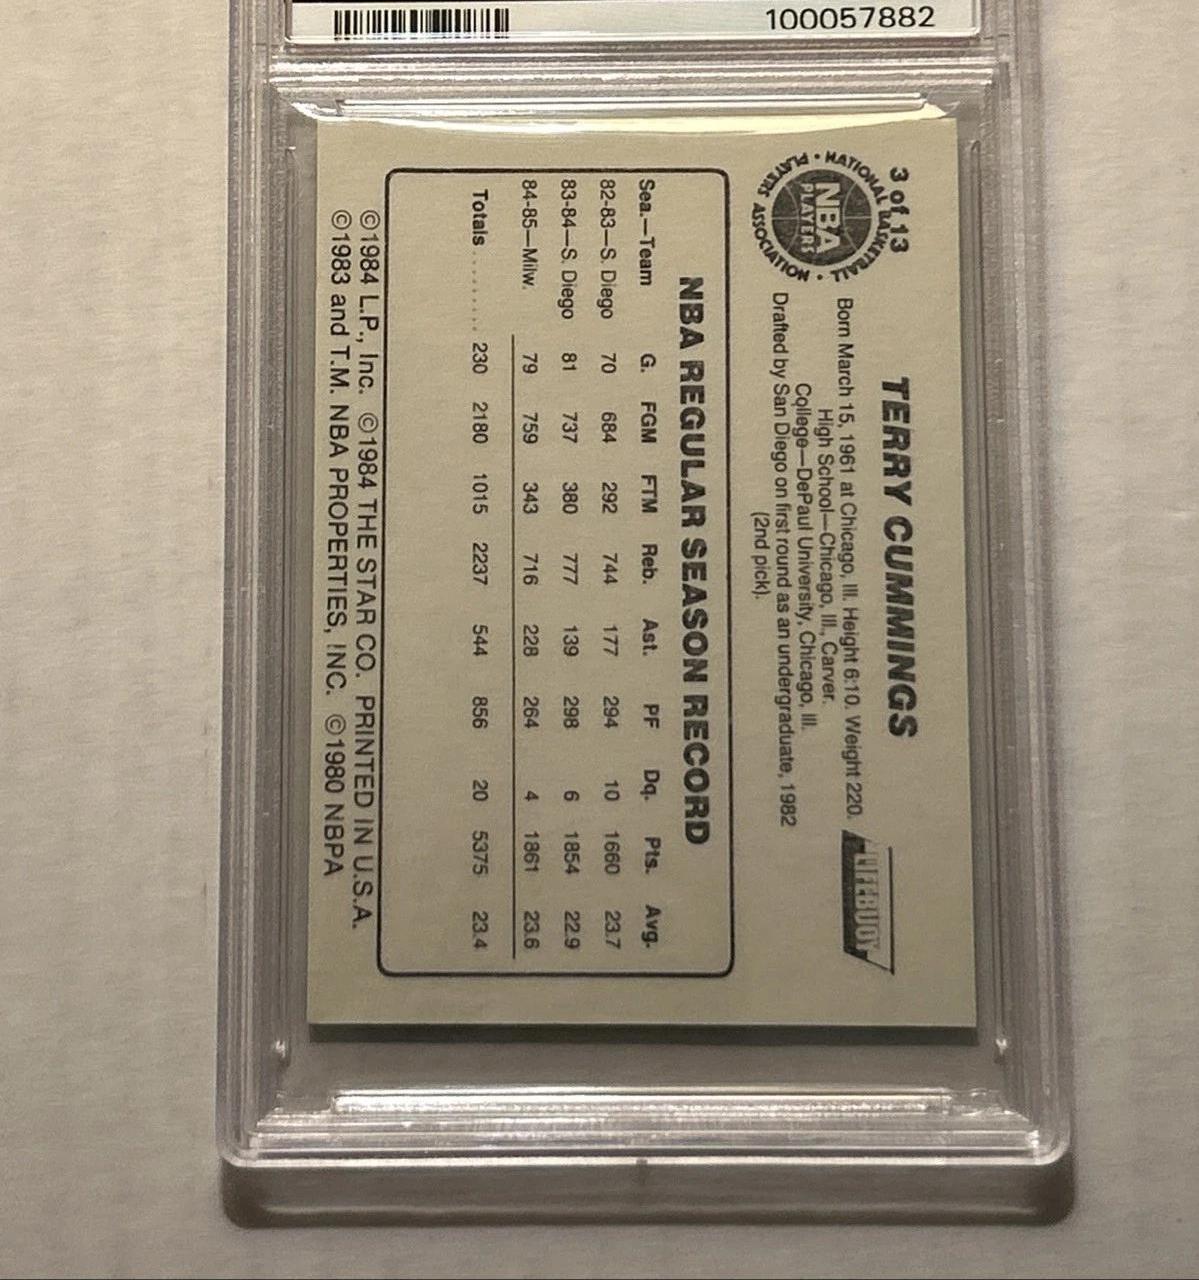 100057882
3 of 13
TERRY CUMMINGS
NATIONAL BASKETBALL PLAYERS ASSOCIATION
NBA
PLAYERS
Born March 15, 1961 at Chicago, Ill. Height 6:10. Weight 220.
High School—Chicago, Ill., Carver.
College—DePaul University, Chicago, Ill.
Drafted by San Diego on first round as an undergraduate, 1982
(2nd pick).
LIFEBUOY
NBA REGULAR SEASON RECORD
Sea.—Team G. FGM FTM Reb. Ast. PF Dq. Pts. Avg.
82-83—S. Diego 70 684 292 744 177 294 10 1660 23.7
83-84—S. Diego 81 737 380 777 139 298 6 1854 22.9
84-85—Milw. 79 759 343 716 228 264 4 1861 23.6
Totals ......... 230 2180 1015 2237 544 856 20 5375 23.4
©1984 L.P., Inc. ©1984 THE STAR CO. PRINTED IN U.S.A.
©1983 and T.M. NBA PROPERTIES, INC. ©1980 NBPA